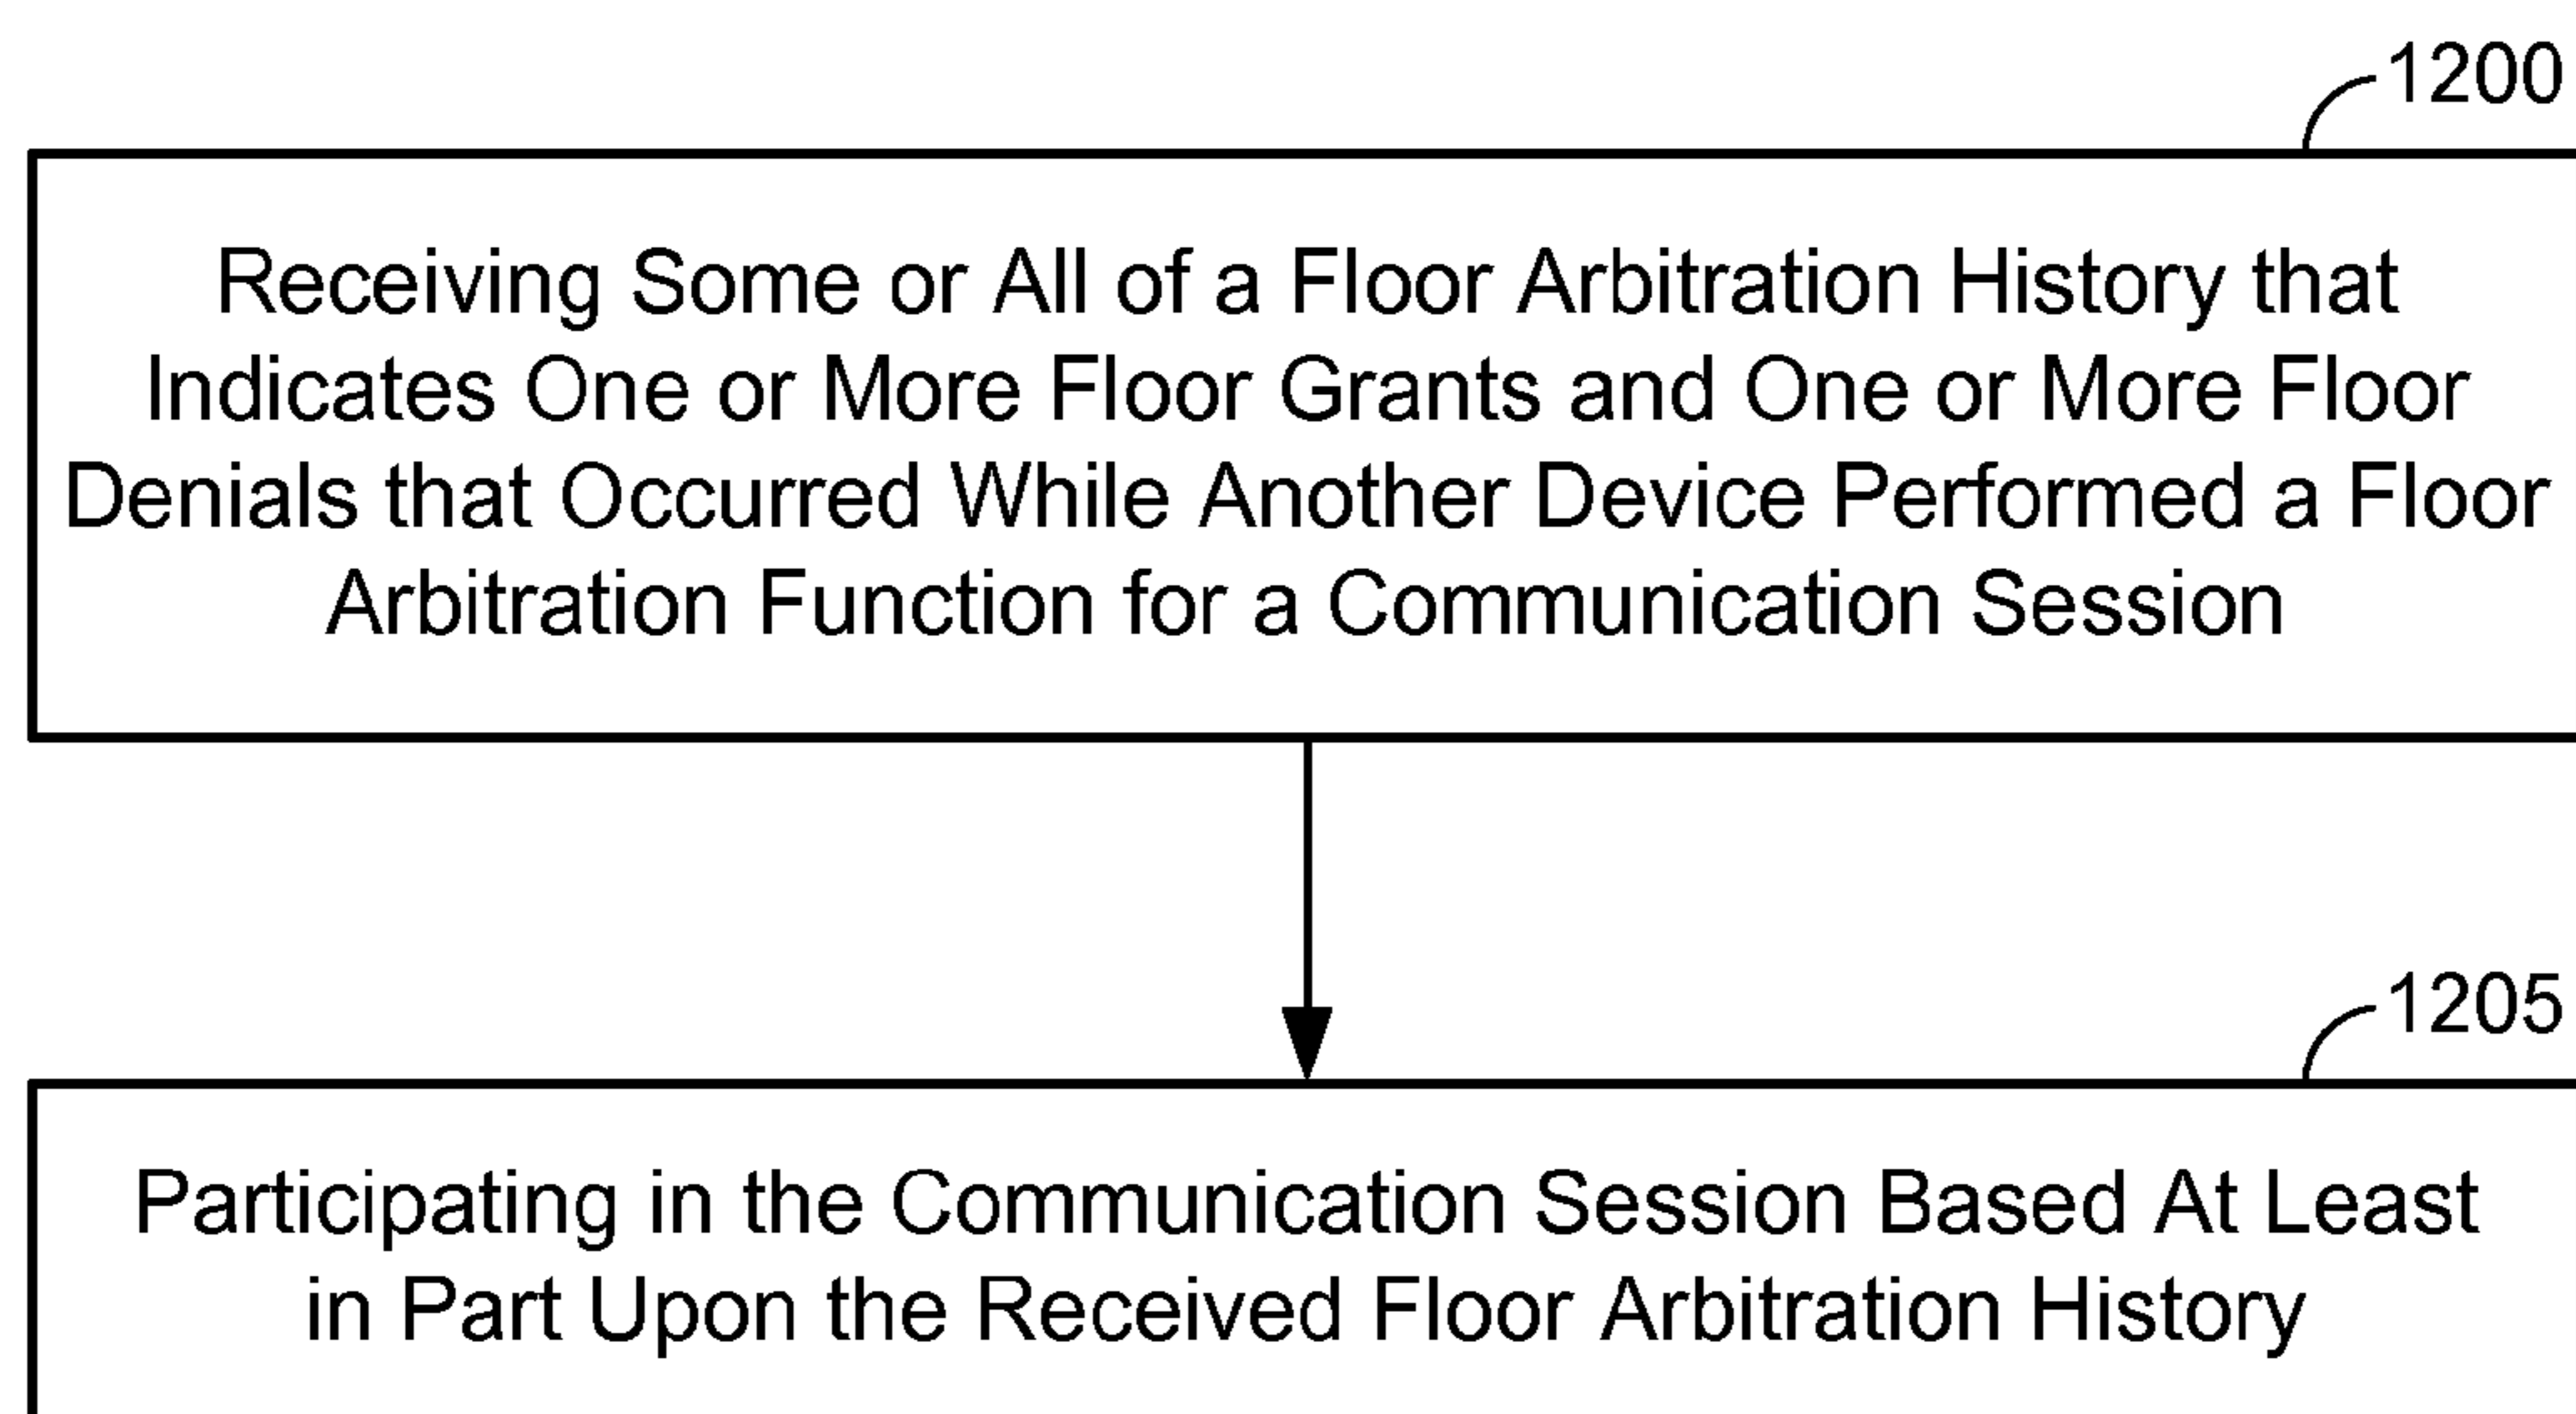 1200
Receiving Some or All of a Floor Arbitration History that
Indicates One or More Floor Grants and One or More Floor
Denials that Occurred While Another Device Performed a Floor
Arbitration Function for a Communication Session
1205
Participating in the Communication Session Based At Least
in Part Upon the Received Floor Arbitration History